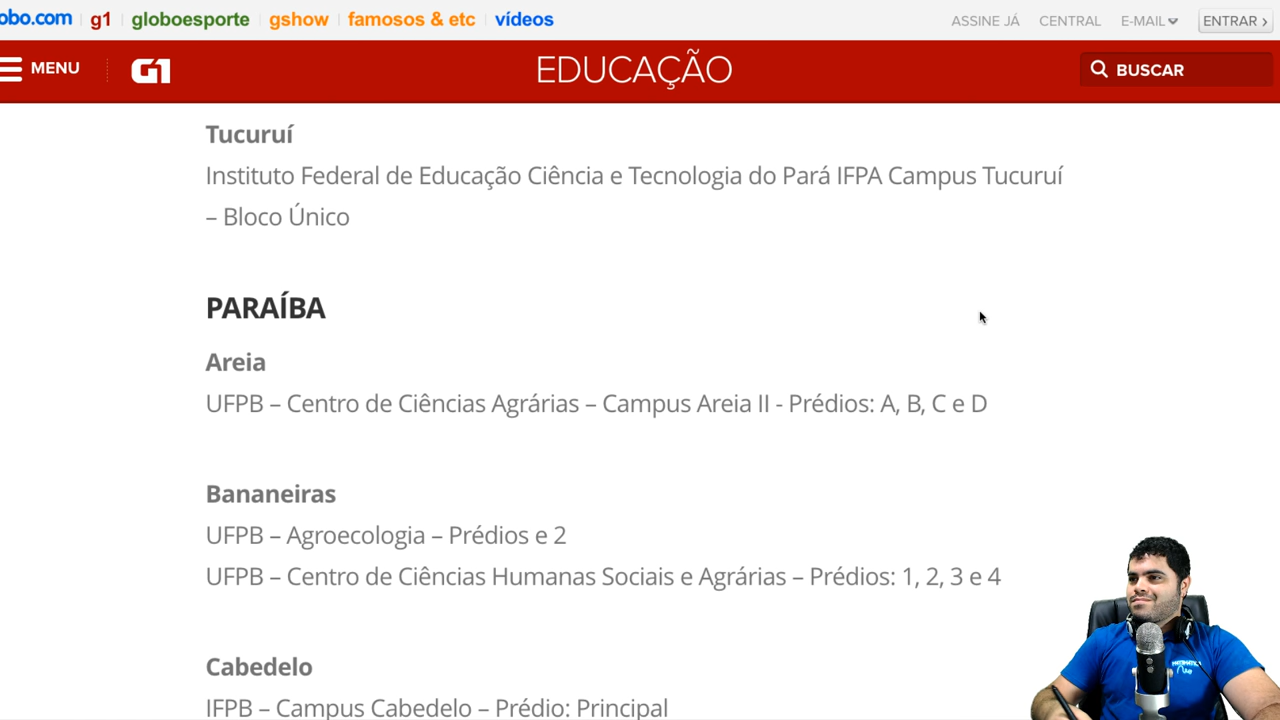 obo.com g1 globoesporte gshow famosos & etc vídeos ASSINE JÁ CENTRAL E-MAIL ENTRAR ›
MENU G1 EDUCAÇÃO BUSCAR
Tucuruí
Instituto Federal de Educação Ciência e Tecnologia do Pará IFPA Campus Tucuruí
– Bloco Único
PARAÍBA
Areia
UFPB – Centro de Ciências Agrárias – Campus Areia II - Prédios: A, B, C e D
Bananeiras
UFPB – Agroecologia – Prédios e 2
UFPB – Centro de Ciências Humanas Sociais e Agrárias – Prédios: 1, 2, 3 e 4
Cabedelo
IFPB – Campus Cabedelo – Prédio: Principal